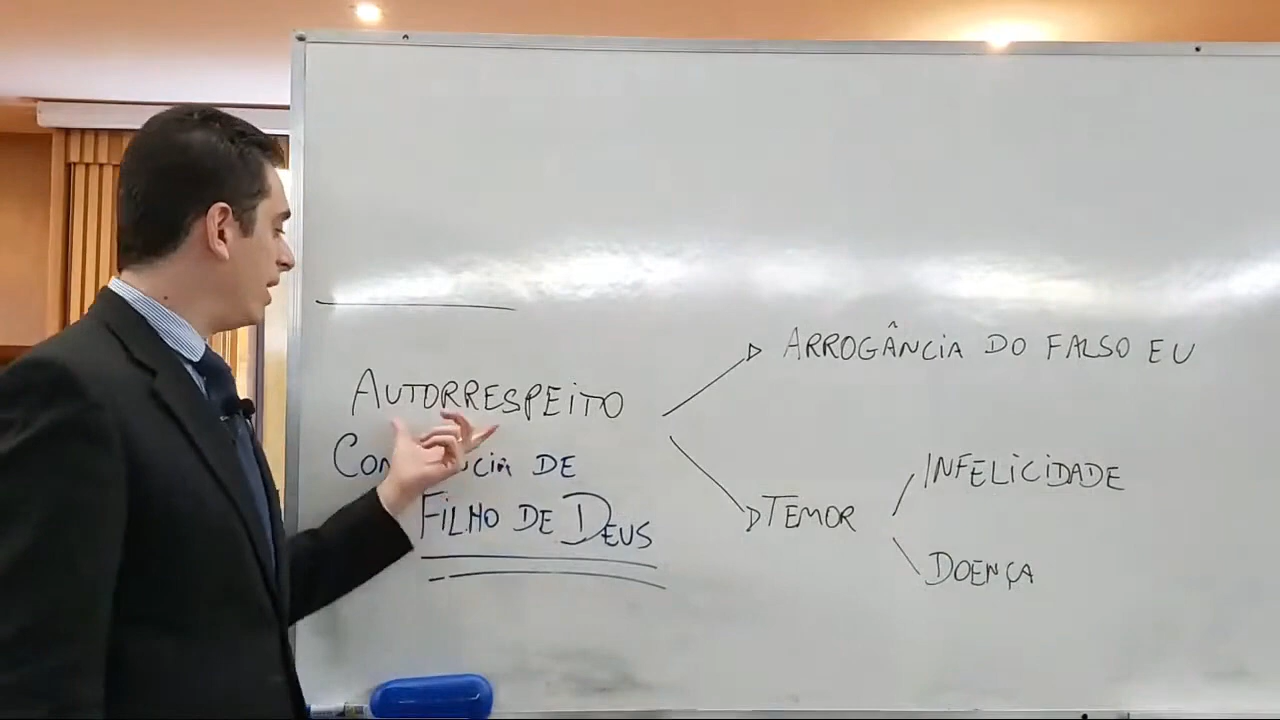 AUTORRESPEITO
DE
FILHO DE DEUS
ARROGÂNCIA DO FALSO EU
TEMOR
INFELICIDADE
DOENÇA